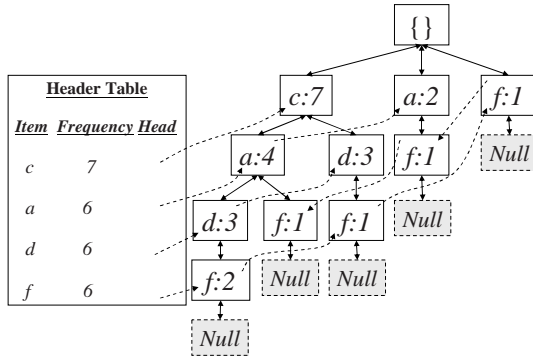 {}
Header Table
Item Frequency Head
c 7
a 6
d 6
f 6
c:7
a:2
f:1
a:4
d:3
f:1
Null
d:3
f:1
f:1
Null
f:2
Null
Null
Null